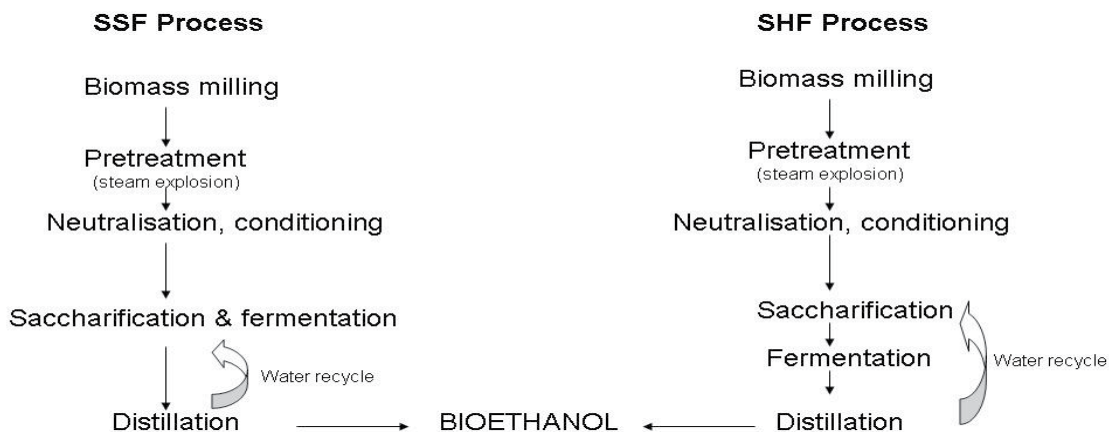 SSF Process
Biomass milling
Pretreatment
(steam explosion)
Neutralisation, conditioning
Saccharification & fermentation
Water recycle
Distillation
BIOETHANOL
SHF Process
Biomass milling
Pretreatment
(steam explosion)
Neutralisation, conditioning
Saccharification
Fermentation
Water recycle
Distillation